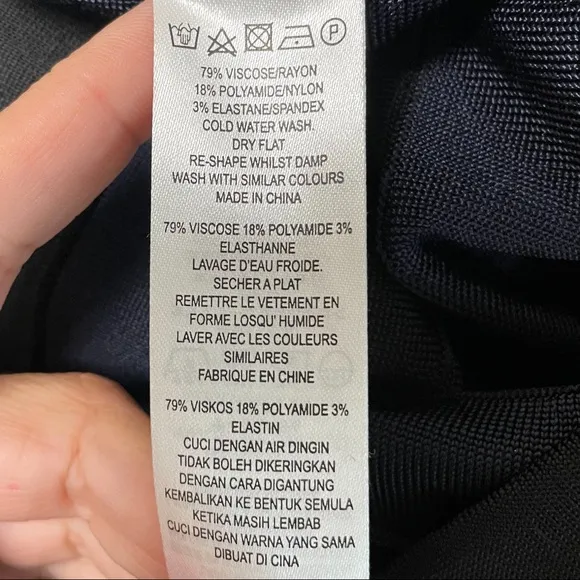 P
79% VISCOSE/RAYON
18% POLYAMIDE/NYLON
3% ELASTANE/SPANDEX
COLD WATER WASH.
DRY FLAT
RE-SHAPE WHILST DAMP
WASH WITH SIMILAR COLOURS
MADE IN CHINA
79% VISCOSE 18% POLYAMIDE 3%
ELASTHANNE
LAVAGE D'EAU FROIDE.
SECHER A PLAT
REMETTRE LE VETEMENT EN
FORME LOSQU' HUMIDE
LAVER AVEC LES COULEURS
SIMILAIRES
FABRIQUE EN CHINE
79% VISKOS 18% POLYAMIDE 3%
ELASTIN
CUCI DENGAN AIR DINGIN
TIDAK BOLEH DIKERINGKAN
DENGAN CARA DIGANTUNG
KEMBALIKAN KE BENTUK SEMULA
KETIKA MASIH LEMBAB
CUCI DENGAN WARNA YANG SAMA
DIBUAT DI CINA